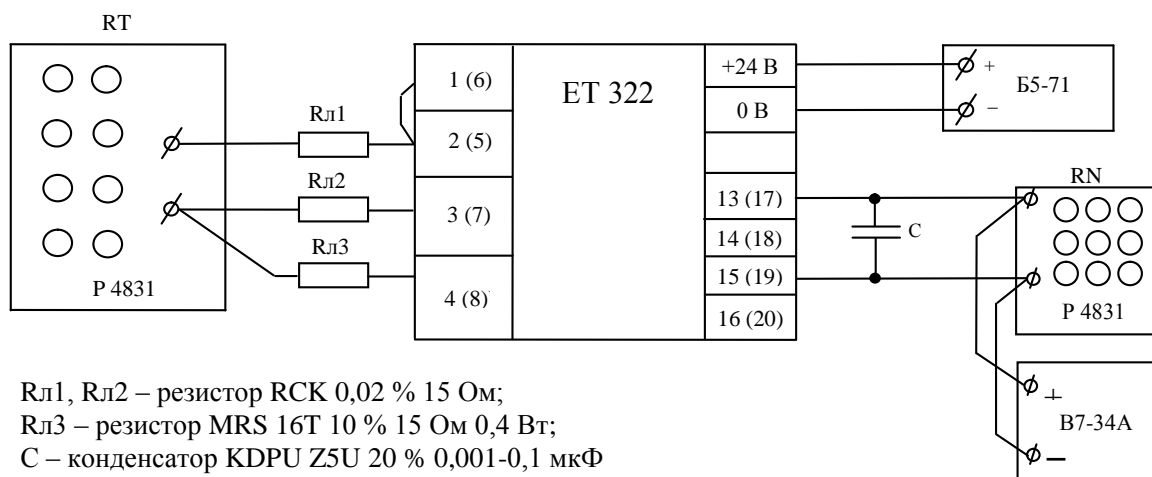 RT
P 4831
Rл1
Rл2
Rл3
1 (6)
2 (5)
3 (7)
4 (8)
ET 322
+24 В
0 В
13 (17)
14 (18)
15 (19)
16 (20)
C
+
−
Б5-71
RN
P 4831
+
−
В7-34А
Rл1, Rл2 – резистор RCK 0,02 % 15 Ом;
Rл3 – резистор MRS 16T 10 % 15 Ом 0,4 Вт;
C – конденсатор KDPU Z5U 20 % 0,001-0,1 мкФ